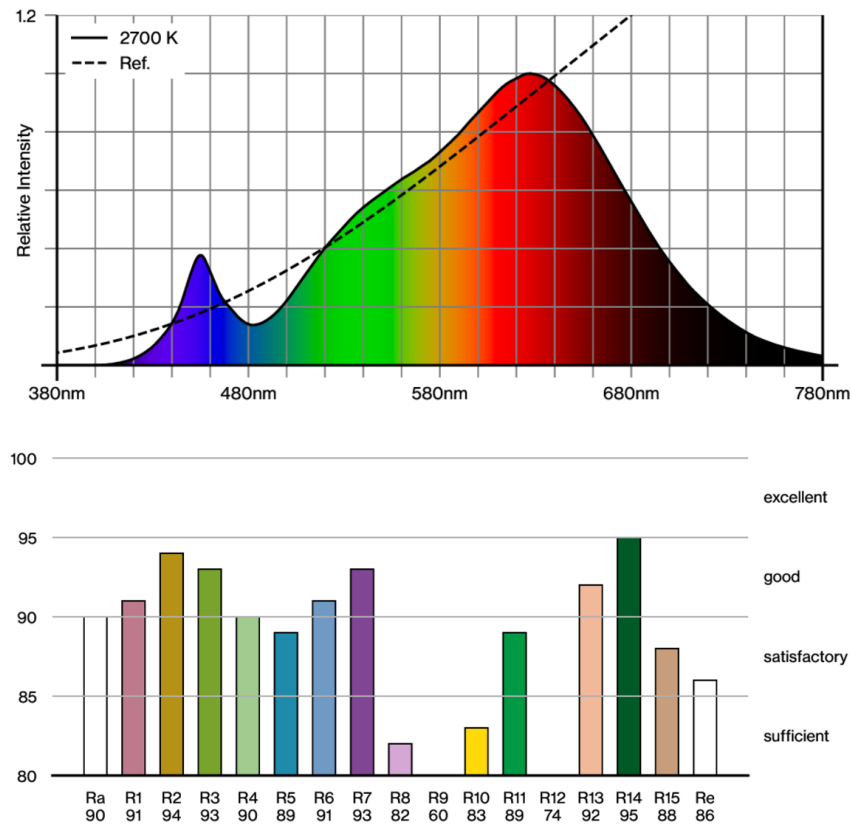 1.2
2700 K
Ref.
Relative Intensity
380nm 480nm 580nm 680nm 780nm
100
excellent
95
good
90
satisfactory
85
sufficient
80
Ra R1 R2 R3 R4 R5 R6 R7 R8 R9 R10 R11 R12 R13 R14 R15 Re
90 91 94 93 90 89 91 93 82 60 83 89 74 92 95 88 86